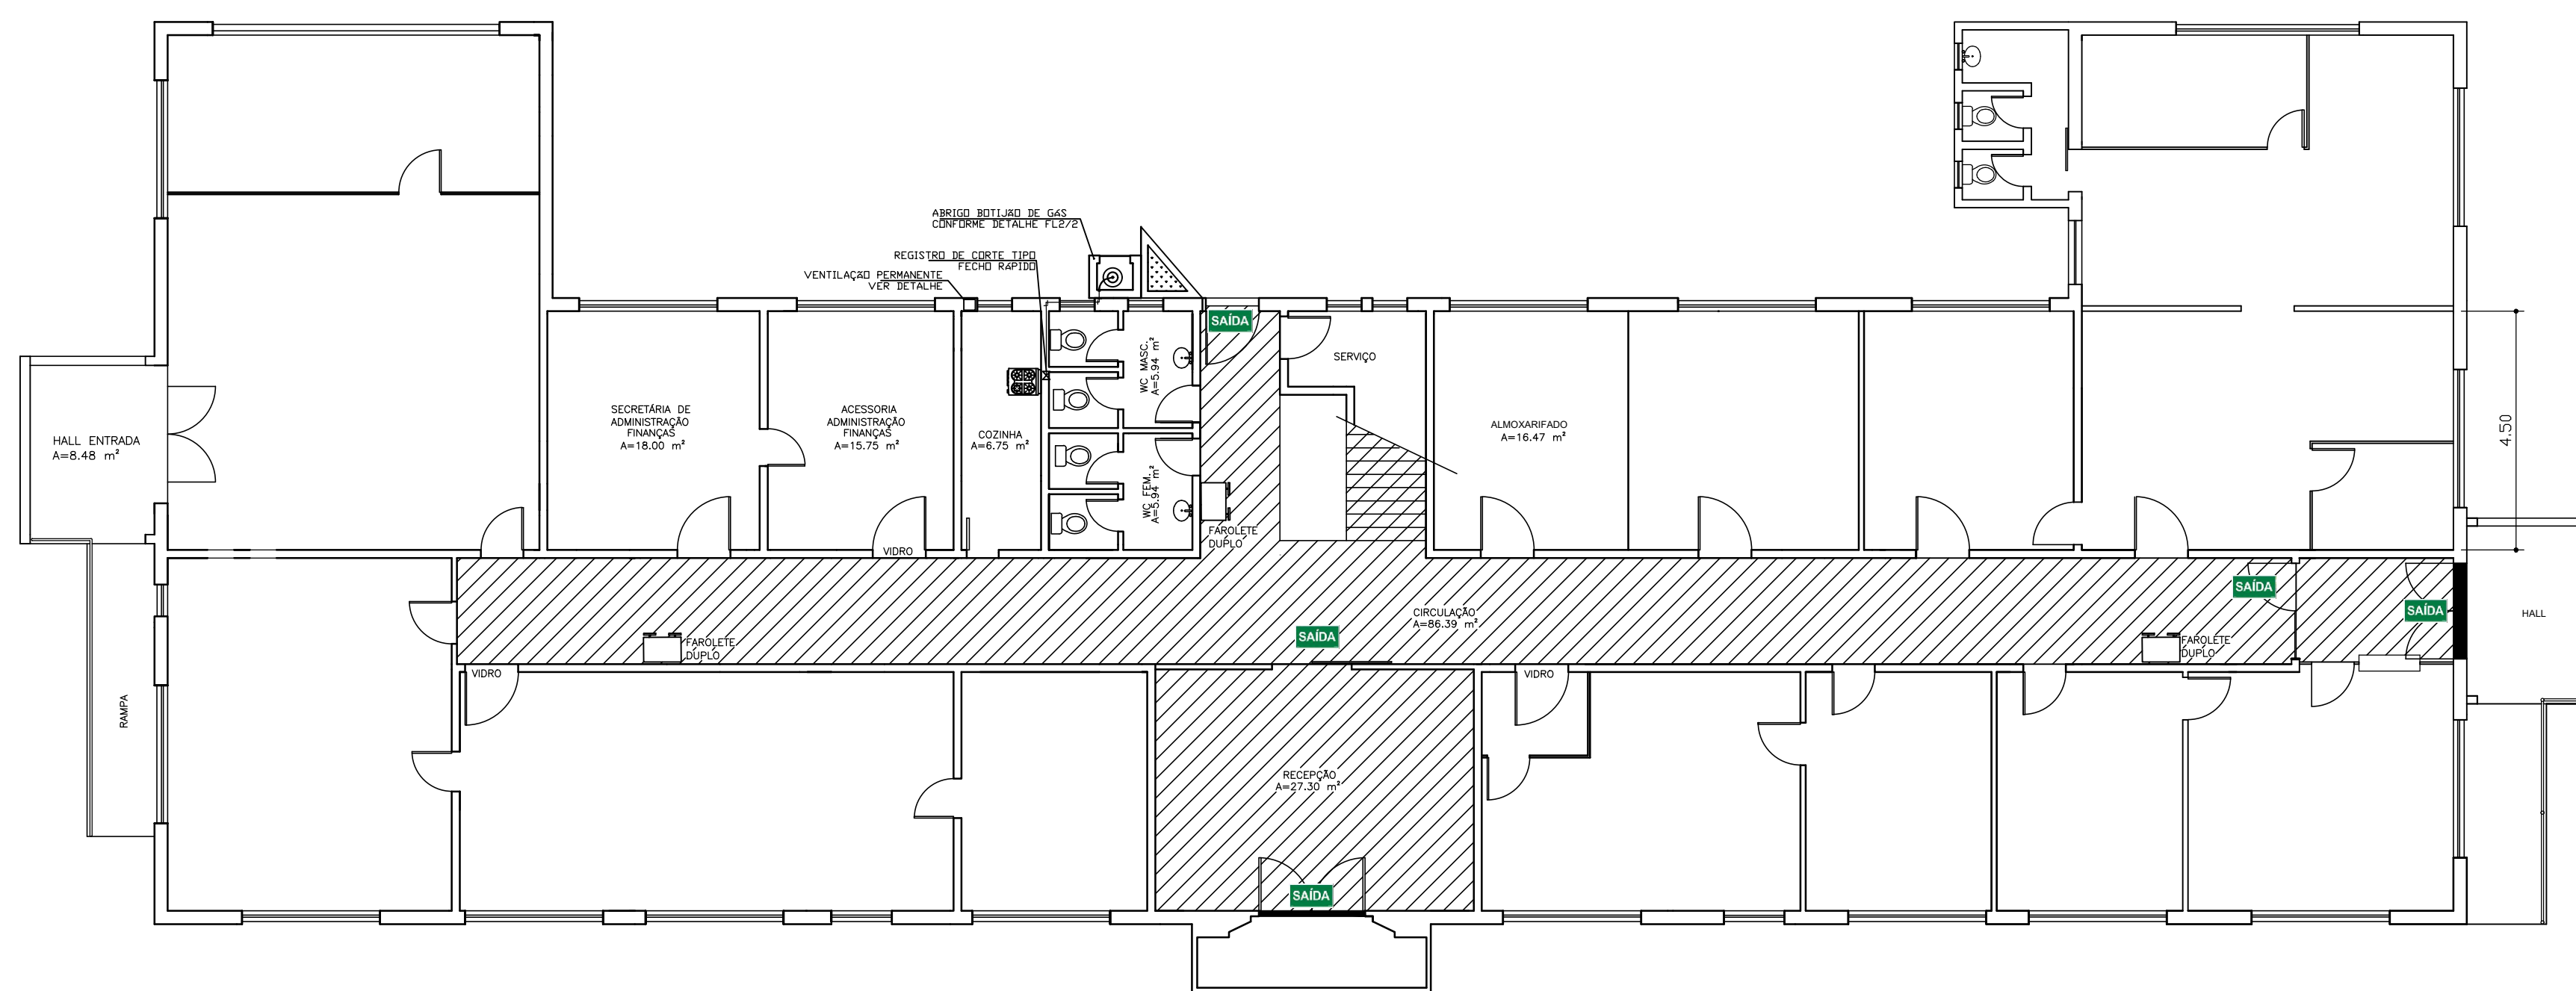 ABRIGO BOTIJÃO DE GÁS
CONFORME DETALHE FL2/2
REGISTRO DE CORTE TIPO
FECHO RÁPIDO
VENTILAÇÃO PERMANENTE
VER DETALHE
SAÍDA
WC MASC.
A=5.94 m²
SERVIÇO
HALL ENTRADA
A=8.48 m²
SECRETÁRIA DE
ADMINISTRAÇÃO
FINANÇAS
A=18.00 m²
ACESSORIA
ADMINISTRAÇÃO
FINANÇAS
A=15.75 m²
COZINHA
A=6.75 m²
ALMOXARIFADO
A=16.47 m²
4.50
WC FEM.
A=5.94 m²
FAROLETE
DUPLO
VIDRO
SAÍDA
SAÍDA
HALL
CIRCULAÇÃO
A=86.39 m²
SAÍDA
FAROLETE
DUPLO
FAROLETE
DUPLO
VIDRO
VIDRO
RAMPA
RECEPÇÃO
A=27.30 m²
SAÍDA